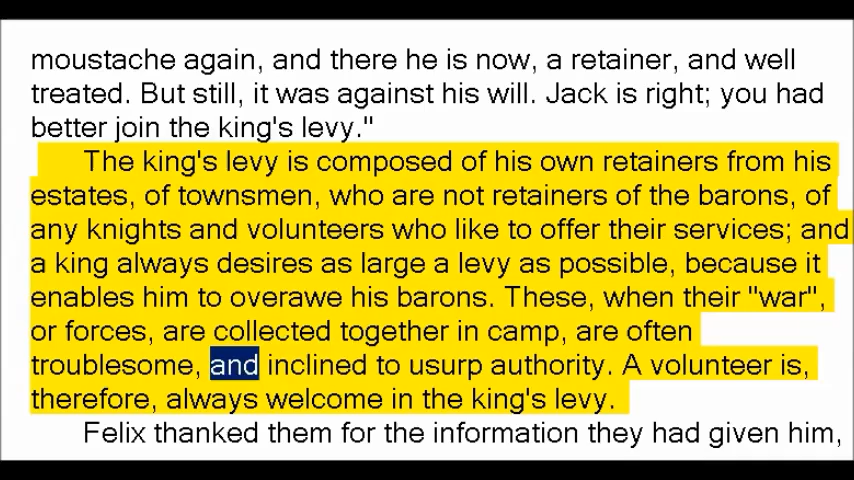 moustache again, and there he is now, a retainer, and well
treated. But still, it was against his will. Jack is right; you had
better join the king's levy."
The king's levy is composed of his own retainers from his
estates, of townsmen, who are not retainers of the barons, of
any knights and volunteers who like to offer their services; and
a king always desires as large a levy as possible, because it
enables him to overawe his barons. These, when their "war",
or forces, are collected together in camp, are often
troublesome, and inclined to usurp authority. A volunteer is,
therefore, always welcome in the king's levy.
Felix thanked them for the information they had given him,